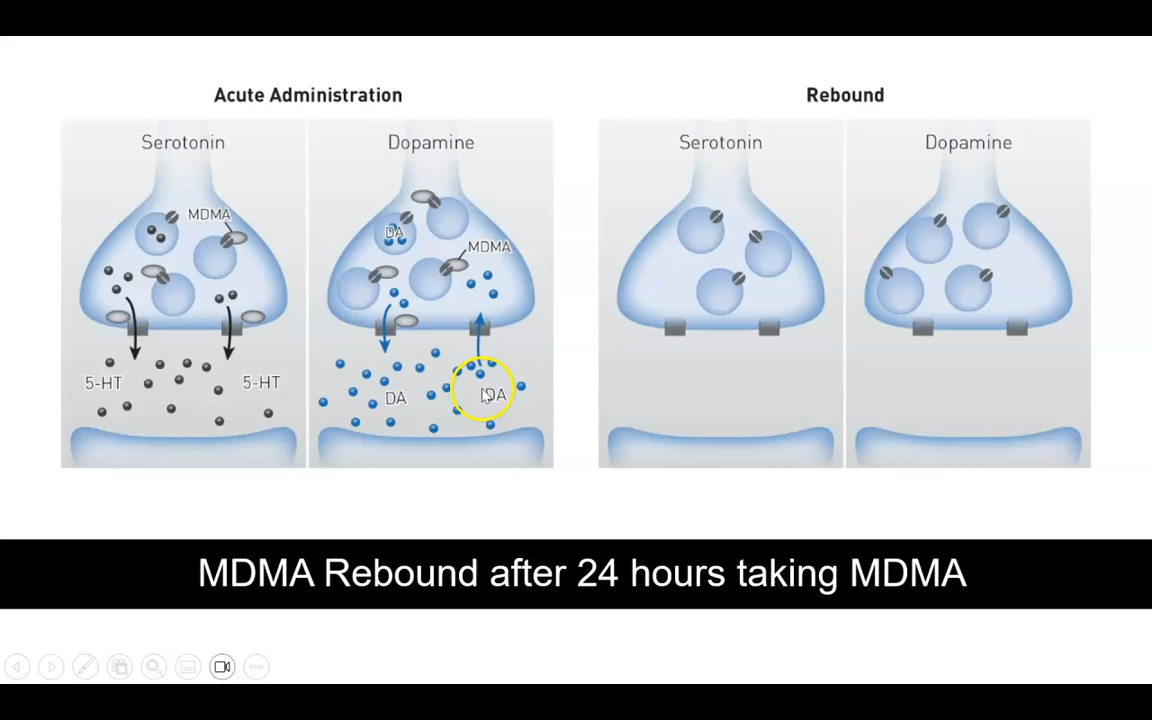 Acute Administration
Rebound
Serotonin
Dopamine
Serotonin
Dopamine
MDMA
DA
MDMA
5-HT
5-HT
DA
DA
MDMA Rebound after 24 hours taking MDMA